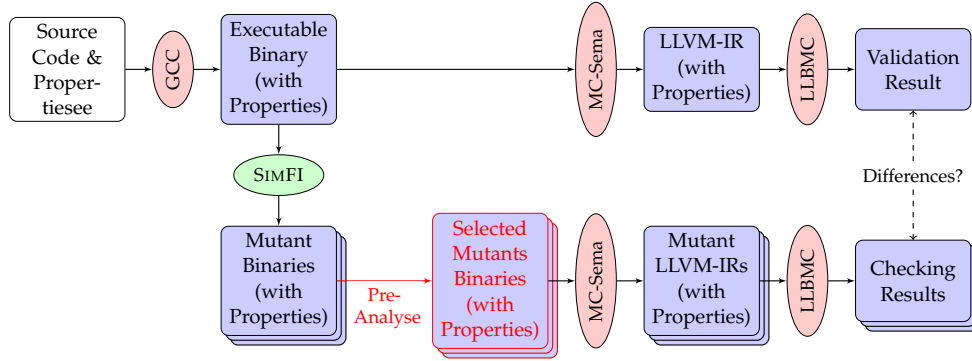 Source
Code &
Proper-
tiesee
GCC
Executable
Binary
(with
Properties)
MC-Sema
LLVM-IR
(with
Properties)
LLBMC
Validation
Result
SIMFI
Differences?
Mutant
Binaries
(with
Properties)
Pre-
Analyse
Selected
Mutants
Binaries
(with
Properties)
MC-Sema
Mutant
LLVM-IRs
(with
Properties)
LLBMC
Checking
Results